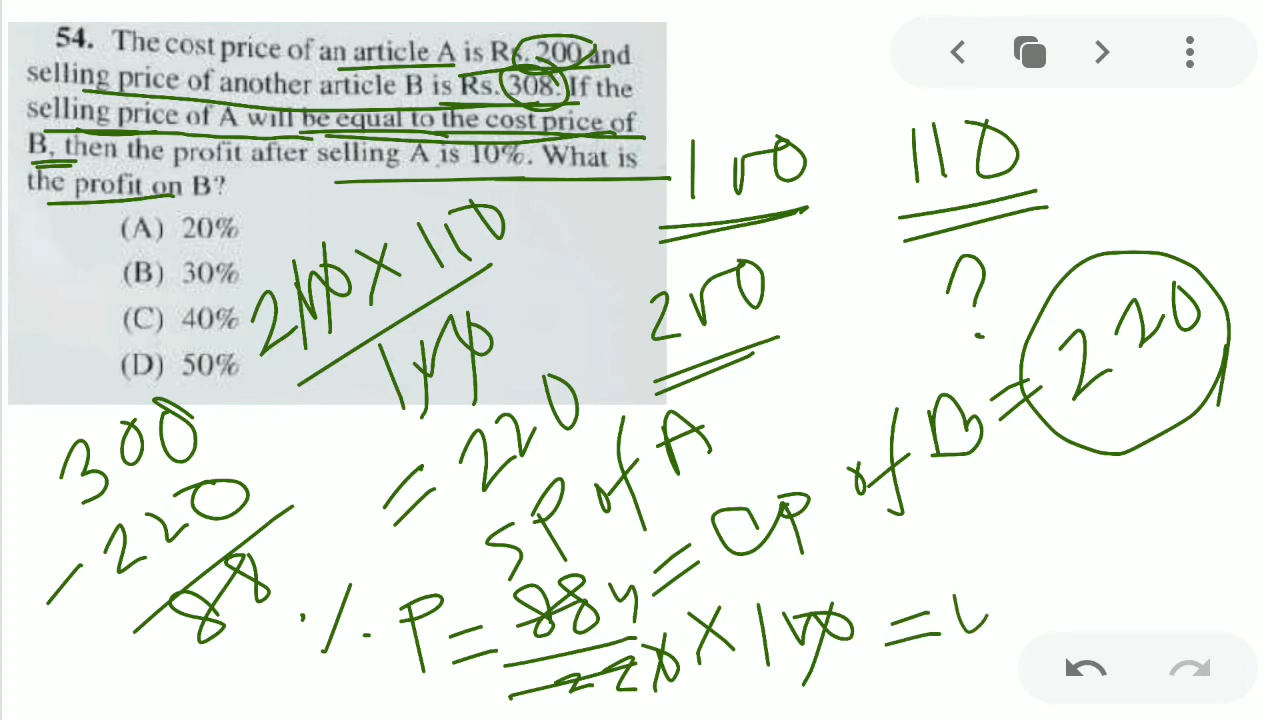 54. The cost price of an article A is Rs. 200 and
selling price of another article B is Rs. 308. If the
selling price of A will be equal to the cost price of
B, then the profit after selling A is 10%. What is
the profit on B?
(A) 20%
(B) 30%
(C) 40%
(D) 50%
100 110
200 ?
200 × 110
100
= 220
SP of A = CP of B = 220
308
- 220
88
% P = 88 4
220 × 100 =